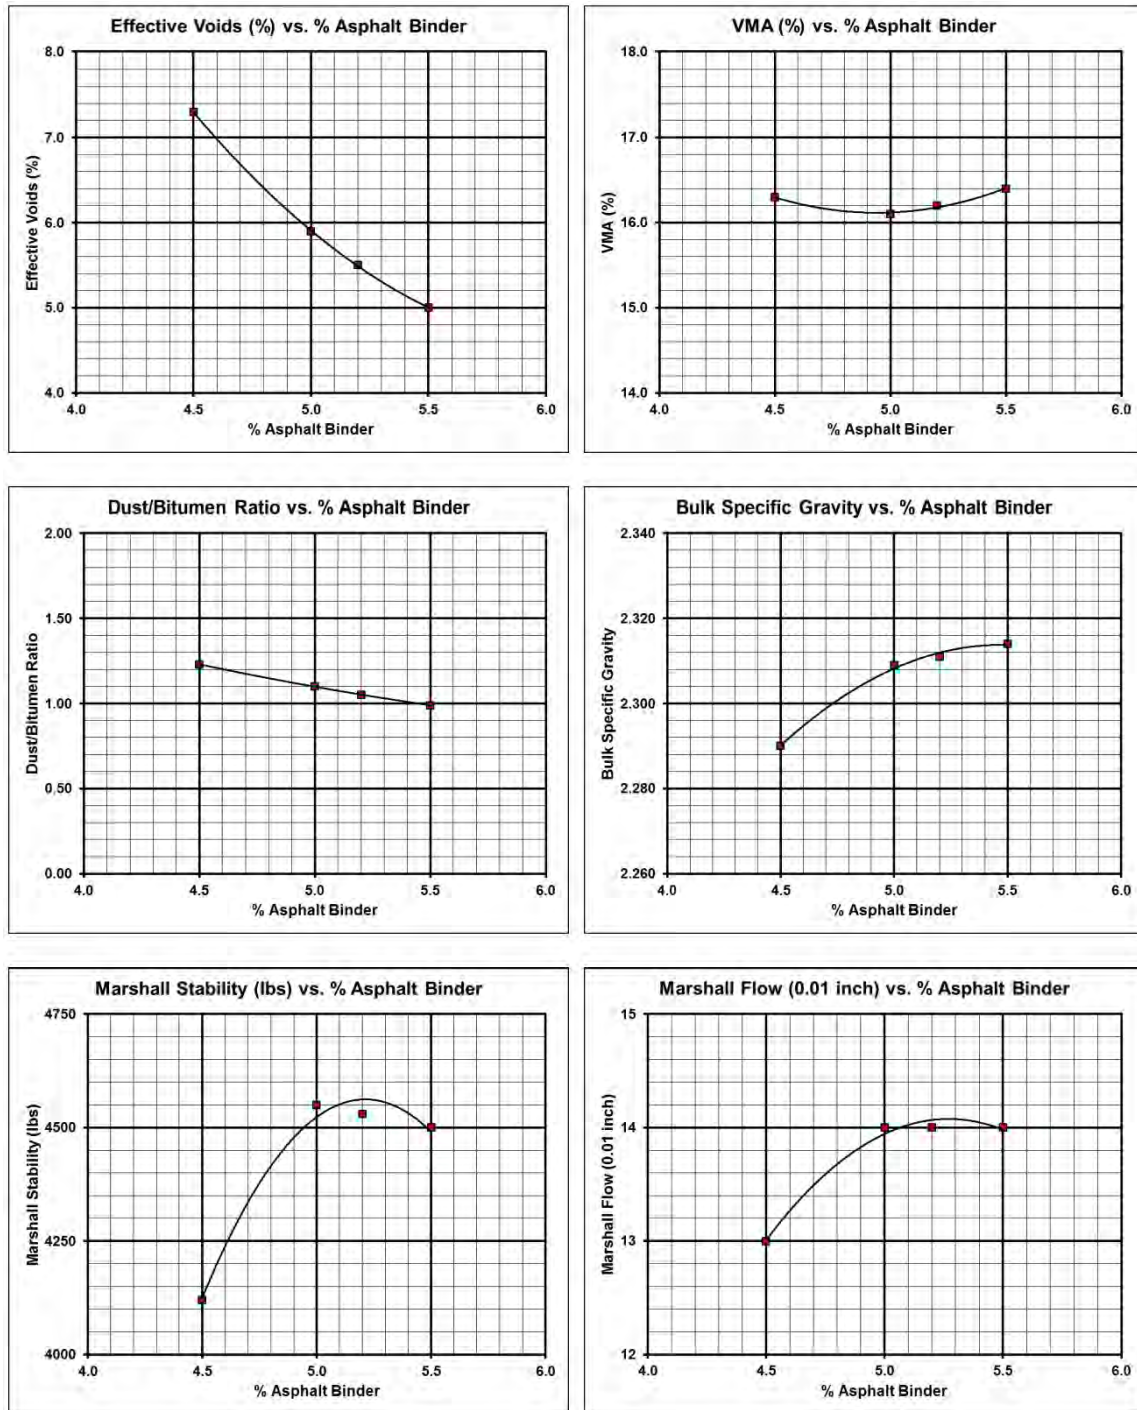 Effective Voids (%) vs. % Asphalt Binder
8.0
7.0
6.0
5.0
4.0
Effective Voids (%)
4.0 4.5 5.0 5.5 6.0
% Asphalt Binder
VMA (%) vs. % Asphalt Binder
18.0
17.0
16.0
15.0
14.0
VMA (%)
4.0 4.5 5.0 5.5 6.0
% Asphalt Binder
Dust/Bitumen Ratio vs. % Asphalt Binder
2.00
1.50
1.00
0.50
0.00
Dust/Bitumen Ratio
4.0 4.5 5.0 5.5 6.0
% Asphalt Binder
Bulk Specific Gravity vs. % Asphalt Binder
2.340
2.320
2.300
2.280
2.260
Bulk Specific Gravity
4.0 4.5 5.0 5.5 6.0
% Asphalt Binder
Marshall Stability (lbs) vs. % Asphalt Binder
4750
4500
4250
4000
Marshall Stability (lbs)
4.0 4.5 5.0 5.5 6.0
% Asphalt Binder
Marshall Flow (0.01 inch) vs. % Asphalt Binder
15
14
13
12
Marshall Flow (0.01 inch)
4.0 4.5 5.0 5.5 6.0
% Asphalt Binder